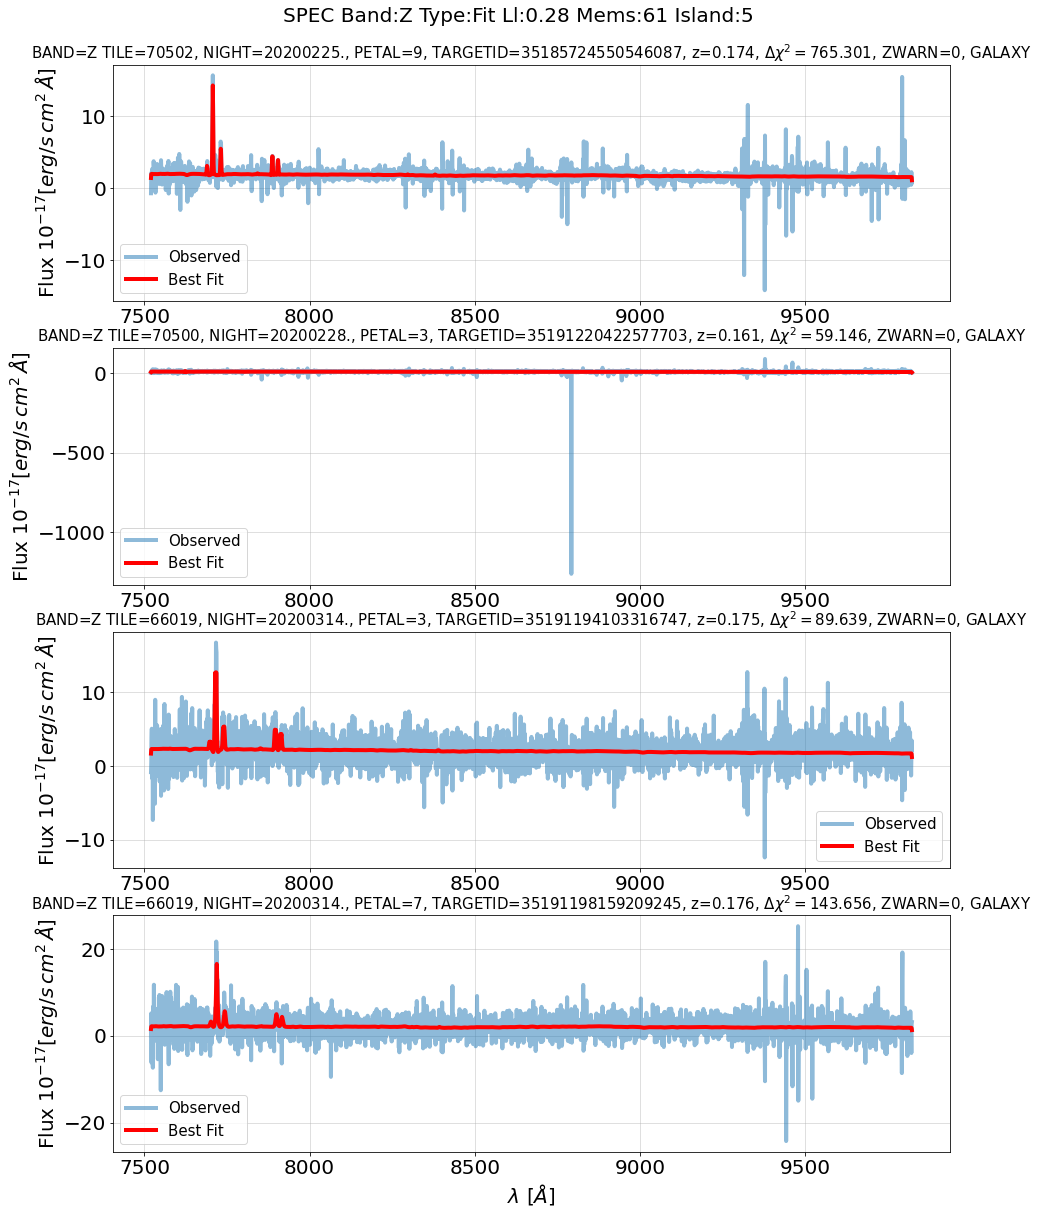 SPEC Band:Z Type:Fit Ll:0.28 Mems:61 Island:5
BAND=Z TILE=70502, NIGHT=20200225., PETAL=9, TARGETID=35185724550546087, z=0.174, Δχ² = 765.301, ZWARN=0, GALAXY
Flux 10⁻¹⁷[erg/s cm² Å]
10
0
−10
Observed
Best Fit
7500 8000 8500 9000 9500
BAND=Z TILE=70500, NIGHT=20200228., PETAL=3, TARGETID=35191220422577703, z=0.161, Δχ² = 59.146, ZWARN=0, GALAXY
Flux 10⁻¹⁷[erg/s cm² Å]
0
−500
−1000
Observed
Best Fit
7500 8000 8500 9000 9500
BAND=Z TILE=66019, NIGHT=20200314., PETAL=3, TARGETID=35191194103316747, z=0.175, Δχ² = 89.639, ZWARN=0, GALAXY
Flux 10⁻¹⁷[erg/s cm² Å]
10
0
−10
Observed
Best Fit
7500 8000 8500 9000 9500
BAND=Z TILE=66019, NIGHT=20200314., PETAL=7, TARGETID=35191198159209245, z=0.176, Δχ² = 143.656, ZWARN=0, GALAXY
Flux 10⁻¹⁷[erg/s cm² Å]
20
0
−20
Observed
Best Fit
7500 8000 8500 9000 9500
λ [Å]